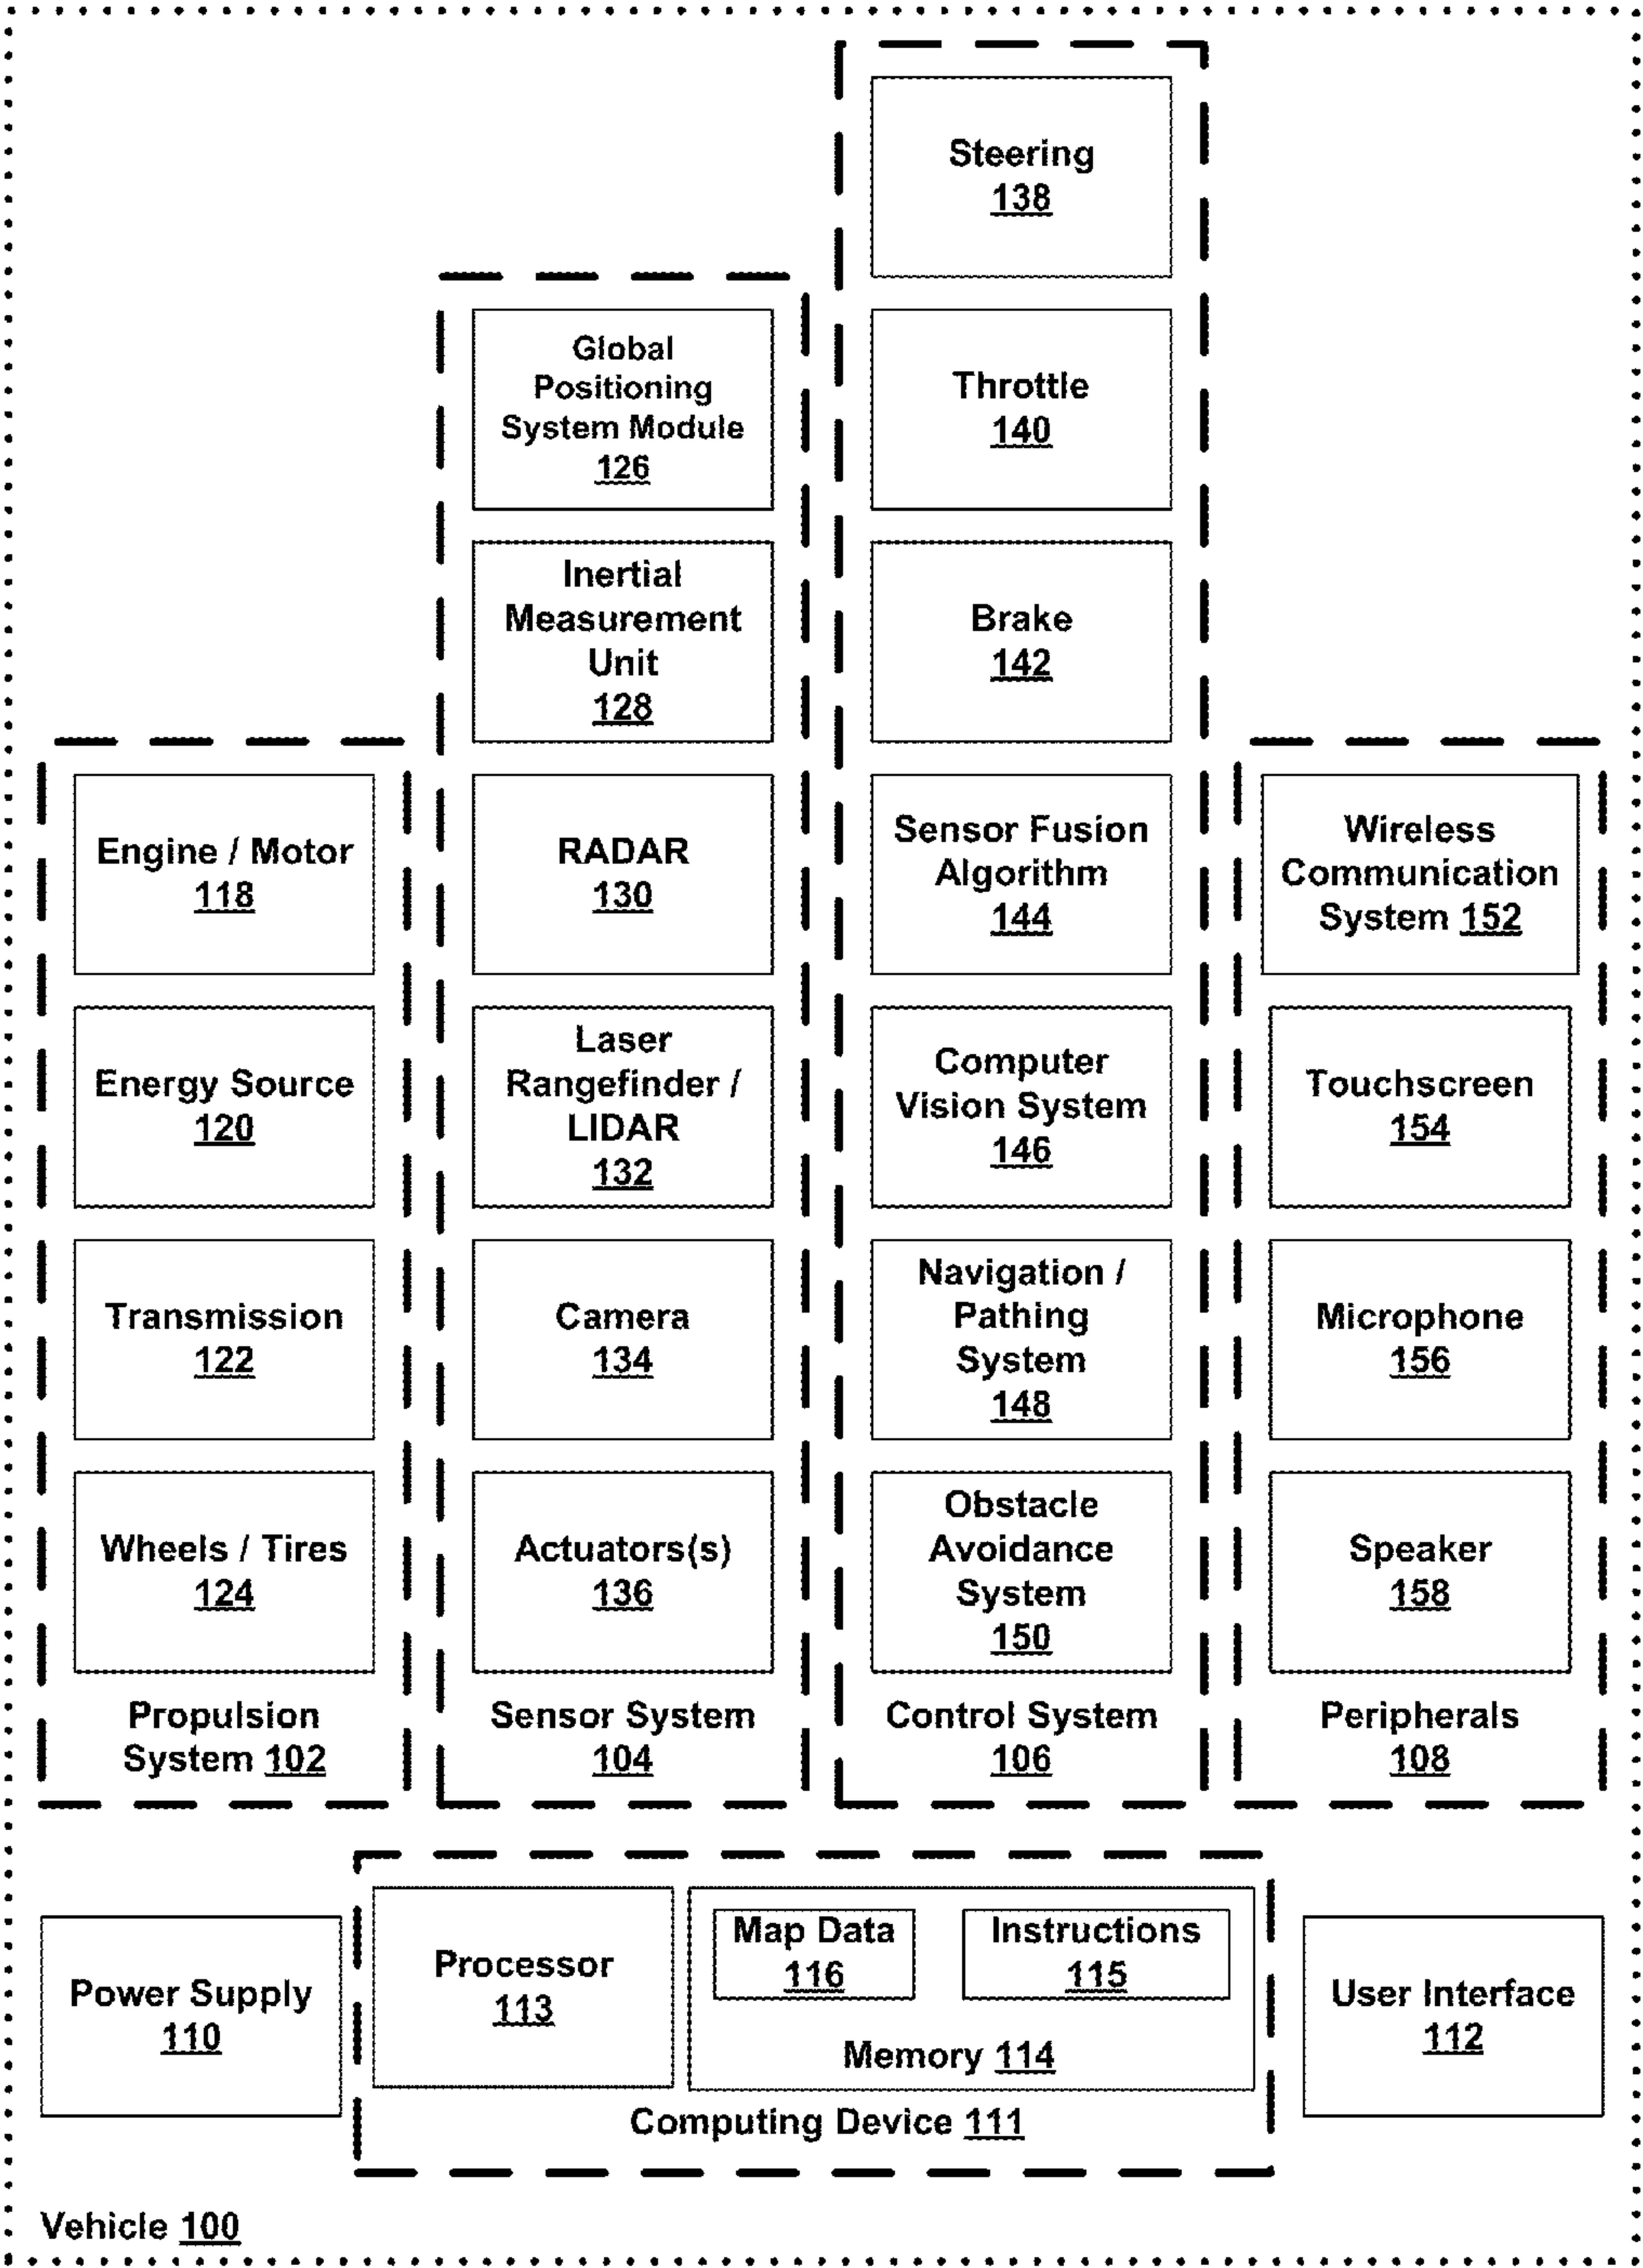 Steering
138
Global
Positioning
System Module
126
Throttle
140
Inertial
Measurement
Unit
128
Brake
142
Engine / Motor
118
RADAR
130
Sensor Fusion
Algorithm
144
Wireless
Communication
System 152
Energy Source
120
Laser
Rangefinder /
LIDAR
132
Computer
Vision System
146
Touchscreen
154
Transmission
122
Camera
134
Navigation /
Pathing
System
148
Microphone
156
Wheels / Tires
124
Actuators(s)
136
Obstacle
Avoidance
System
150
Speaker
158
Propulsion
System 102
Sensor System
104
Control System
106
Peripherals
108
Power Supply
110
Processor
113
Map Data
116
Instructions
115
Memory 114
Computing Device 111
User Interface
112
Vehicle 100